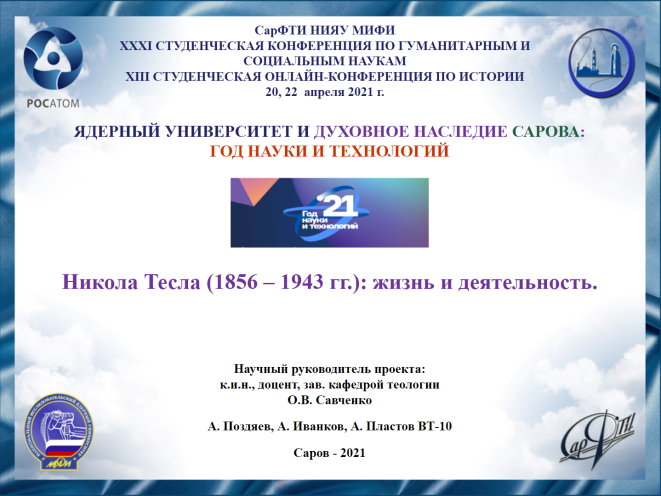 СарФТИ НИЯУ МИФИ
XXXI СТУДЕНЧЕСКАЯ КОНФЕРЕНЦИЯ ПО ГУМАНИТАРНЫМ И
СОЦИАЛЬНЫМ НАУКАМ
XIII СТУДЕНЧЕСКАЯ ОНЛАЙН-КОНФЕРЕНЦИЯ ПО ИСТОРИИ
20, 22 апреля 2021 г.
РОСАТОМ
ЯДЕРНЫЙ УНИВЕРСИТЕТ И ДУХОВНОЕ НАСЛЕДИЕ САРОВА:
ГОД НАУКИ И ТЕХНОЛОГИЙ
Год
науки
и технологий
'21
Никола Тесла (1856 – 1943 гг.): жизнь и деятельность.
Научный руководитель проекта:
к.и.н., доцент, зав. кафедрой теологии
О.В. Савченко
А. Поздяев, А. Иванков, А. Пластов ВТ-10
Саров - 2021
МИФИ
СарФТИ